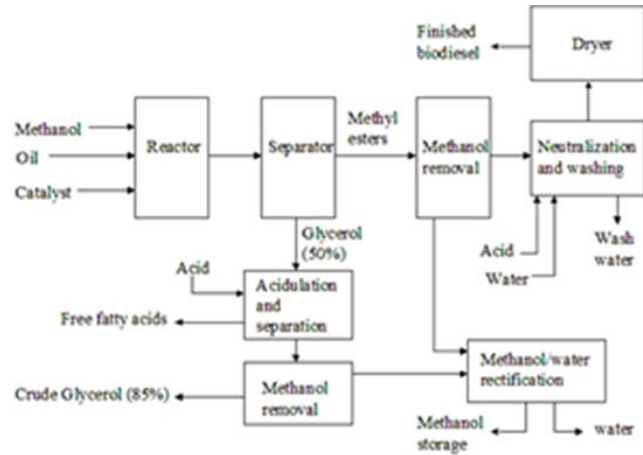 Finished
biodiesel
Dryer
Methanol
Oil
Catalyst
Reactor
Separator
Methyl
esters
Methanol
removal
Neutralization
and washing
Glycerol
(50%)
Acid
Water
Wash
water
Acid
Acidulation
and
separation
Free fatty acids
Methanol
removal
Crude Glycerol (85%)
Methanol/water
rectification
Methanol
storage
water